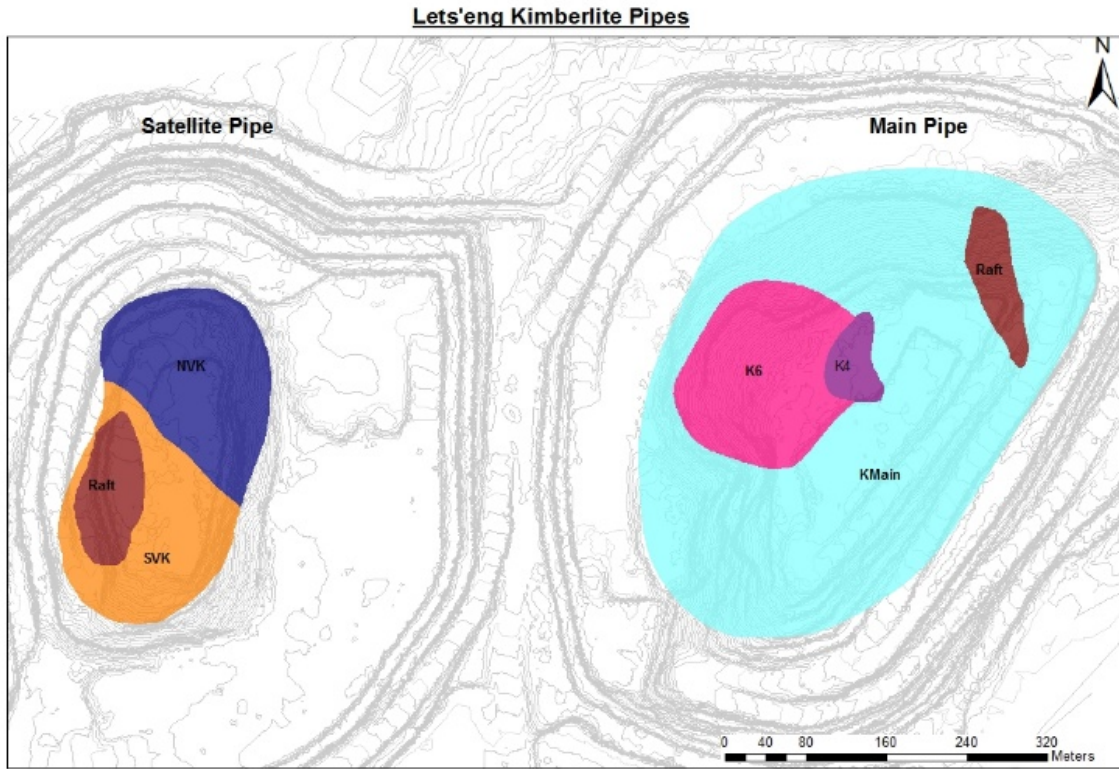 Lets'eng Kimberlite Pipes
N
Satellite Pipe
Main Pipe
Raft
NVK
K6
K4
KMain
Raft
SVK
0 40 80 160 240 320
Meters